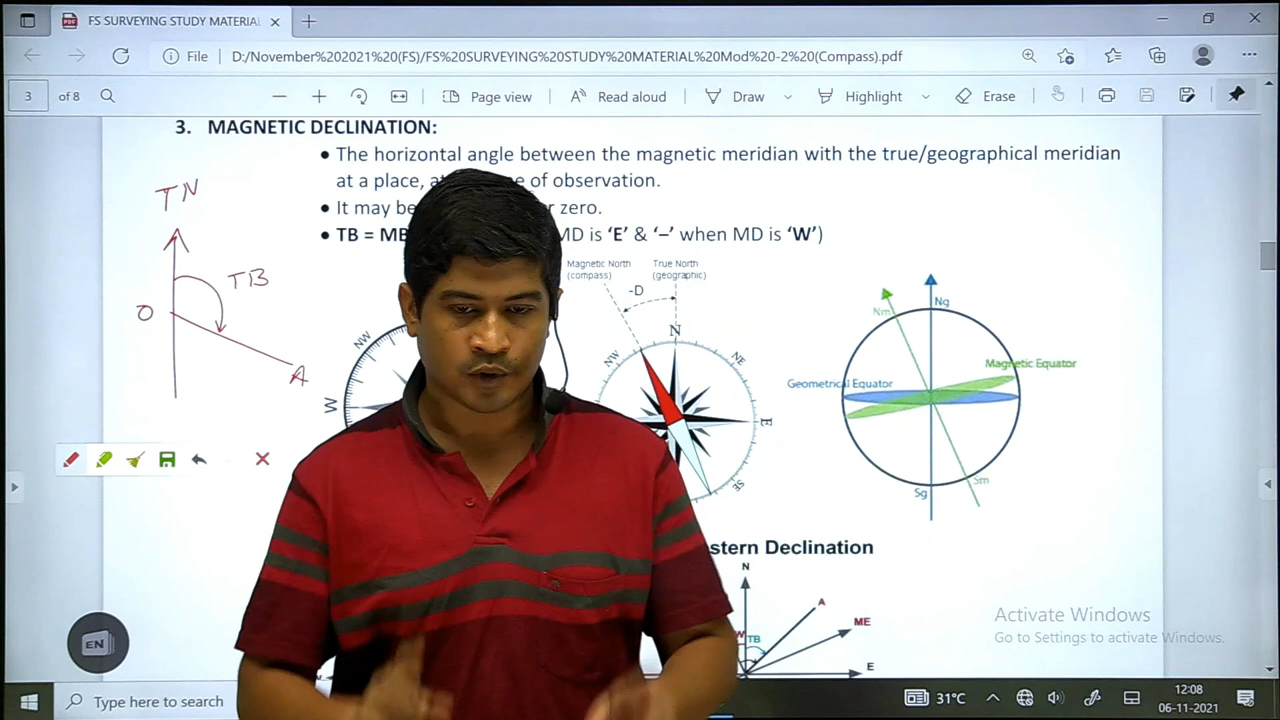 FS SURVEYING STUDY MATERIAL
File
D:/November%202021%20(FS)/FS%20SURVEYING%20STUDY%20MATERIAL%20Mod%20-2%20(Compass).pdf
3 of 8
Page view
Read aloud
Draw
Highlight
Erase
3. MAGNETIC DECLINATION:
• The horizontal angle between the magnetic meridian with the true/geographical meridian
at a place, at of observation.
• It may be zero.
• TB = MB MD is 'E' & '–' when MD is 'W')
TN
TB
O
A
Magnetic North
(compass)
True North
(geographic)
-D
N
NW
NE
E
SE
NW
W
Ng
Nm
Magnetic Equator
Geometrical Equator
Sg
Sm
stern Declination
N
A
ME
W
TB
E
Activate Windows
Go to Settings to activate Windows.
EN
Type here to search
31°C
12:08
06-11-2021